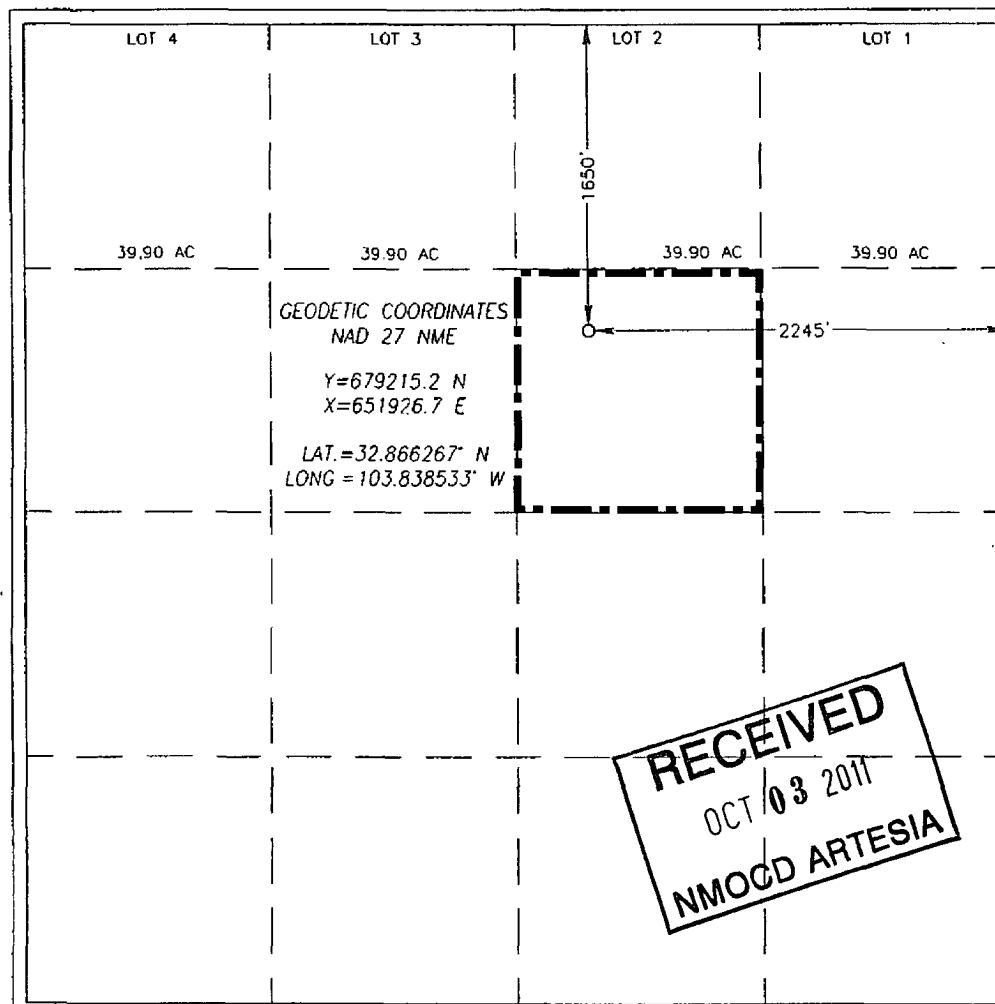 LOT 4
LOT 3
LOT 2
LOT 1
1650'
39.90 AC
39.90 AC
39.90 AC
39.90 AC
GEODETIC COORDINATES
NAD 27 NME
2245'
Y=679215.2 N
X=651926.7 E
LAT.=32.866267° N
LONG = 103.838533° W
RECEIVED
OCT 03 2011
NMOCD ARTESIA